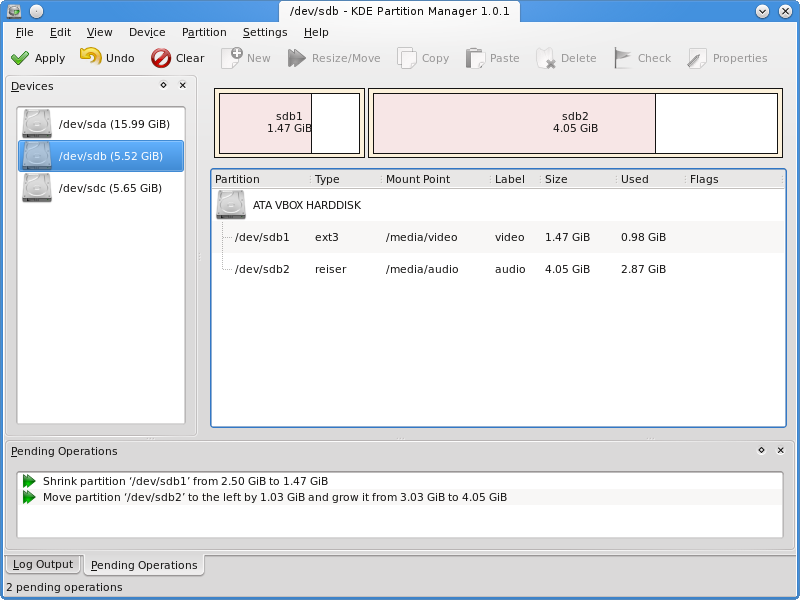 /dev/sdb - KDE Partition Manager 1.0.1
File Edit View Device Partition Settings Help
Apply Undo Clear New Resize/Move Copy Paste Delete Check Properties
Devices
/dev/sda (15.99 GiB)
/dev/sdb (5.52 GiB)
/dev/sdc (5.65 GiB)
sdb1
1.47 GiB
sdb2
4.05 GiB
Partition Type Mount Point Label Size Used Flags
ATA VBOX HARDDISK
/dev/sdb1 ext3 /media/video video 1.47 GiB 0.98 GiB
/dev/sdb2 reiser /media/audio audio 4.05 GiB 2.87 GiB
Pending Operations
Shrink partition ‘/dev/sdb1’ from 2.50 GiB to 1.47 GiB
Move partition ‘/dev/sdb2’ to the left by 1.03 GiB and grow it from 3.03 GiB to 4.05 GiB
Log Output Pending Operations
2 pending operations